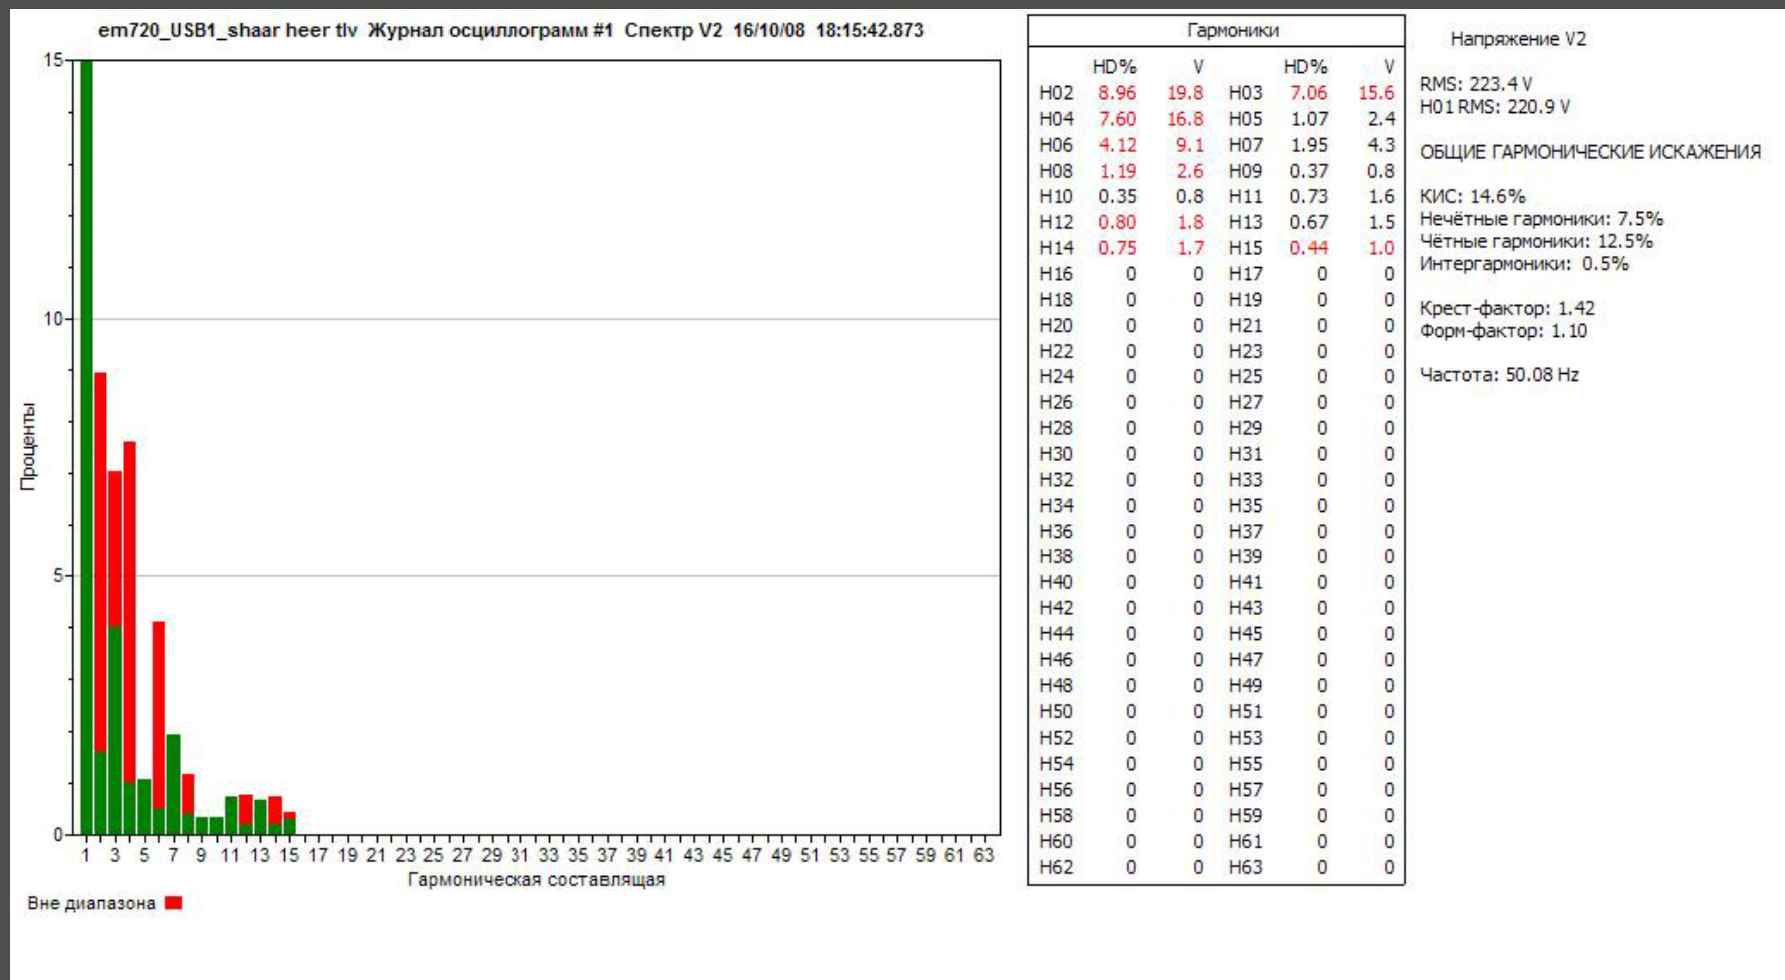 em720_USB1_shaar heer tlv Журнал осциллограмм #1 Спектр V2 16/10/08 18:15:42.873
15
10
5
0
Проценты
1 3 5 7 9 11 13 15 17 19 21 23 25 27 29 31 33 35 37 39 41 43 45 47 49 51 53 55 57 59 61 63
Гармоническая составлящая
Вне диапазона
Гармоники
HD% V HD% V
H02 8.96 19.8 H03 7.06 15.6
H04 7.60 16.8 H05 1.07 2.4
H06 4.12 9.1 H07 1.95 4.3
H08 1.19 2.6 H09 0.37 0.8
H10 0.35 0.8 H11 0.73 1.6
H12 0.80 1.8 H13 0.67 1.5
H14 0.75 1.7 H15 0.44 1.0
H16 0 0 H17 0 0
H18 0 0 H19 0 0
H20 0 0 H21 0 0
H22 0 0 H23 0 0
H24 0 0 H25 0 0
H26 0 0 H27 0 0
H28 0 0 H29 0 0
H30 0 0 H31 0 0
H32 0 0 H33 0 0
H34 0 0 H35 0 0
H36 0 0 H37 0 0
H38 0 0 H39 0 0
H40 0 0 H41 0 0
H42 0 0 H43 0 0
H44 0 0 H45 0 0
H46 0 0 H47 0 0
H48 0 0 H49 0 0
H50 0 0 H51 0 0
H52 0 0 H53 0 0
H54 0 0 H55 0 0
H56 0 0 H57 0 0
H58 0 0 H59 0 0
H60 0 0 H61 0 0
H62 0 0 H63 0 0
Напряжение V2
RMS: 223.4 V
H01 RMS: 220.9 V
ОБЩИЕ ГАРМОНИЧЕСКИЕ ИСКАЖЕНИЯ
КИС: 14.6%
Нечётные гармоники: 7.5%
Чётные гармоники: 12.5%
Интергармоники: 0.5%
Крест-фактор: 1.42
Форм-фактор: 1.10
Частота: 50.08 Hz